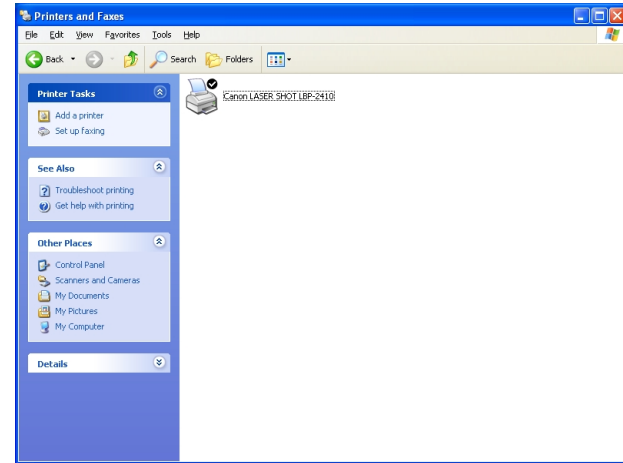 Printers and Faxes
File Edit View Favorites Tools Help
Back Search Folders
Printer Tasks
Add a printer
Set up faxing
See Also
Troubleshoot printing
Get help with printing
Other Places
Control Panel
Scanners and Cameras
My Documents
My Pictures
My Computer
Details
Canon LASER SHOT LBP-2410